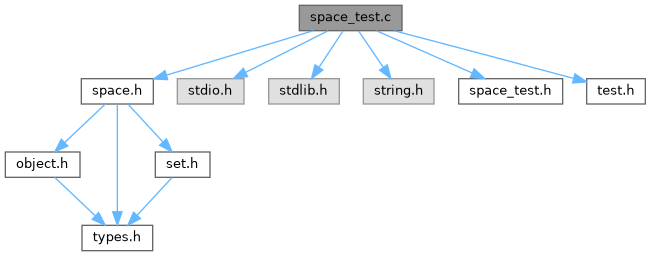 space_test.c
space.h
stdio.h
stdlib.h
string.h
space_test.h
test.h
object.h
set.h
types.h